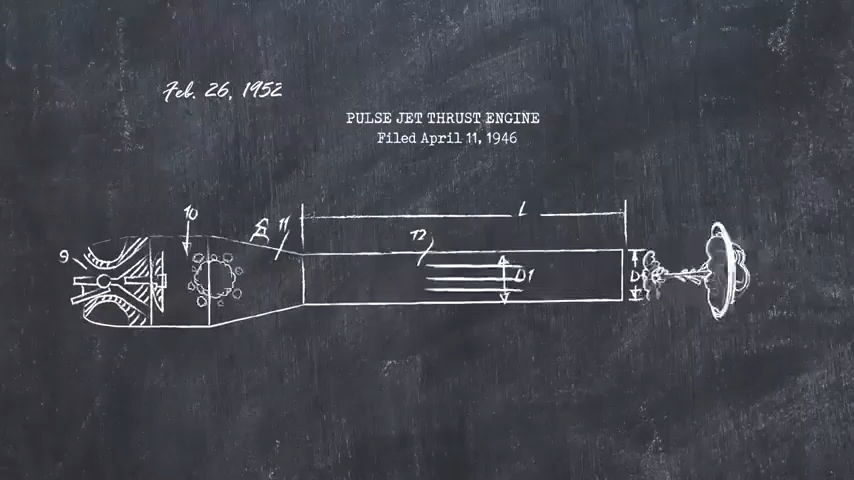 Feb. 26, 1952
PULSE JET THRUST ENGINE
Filed April 11, 1946
10
11
L
12
9
D1
D